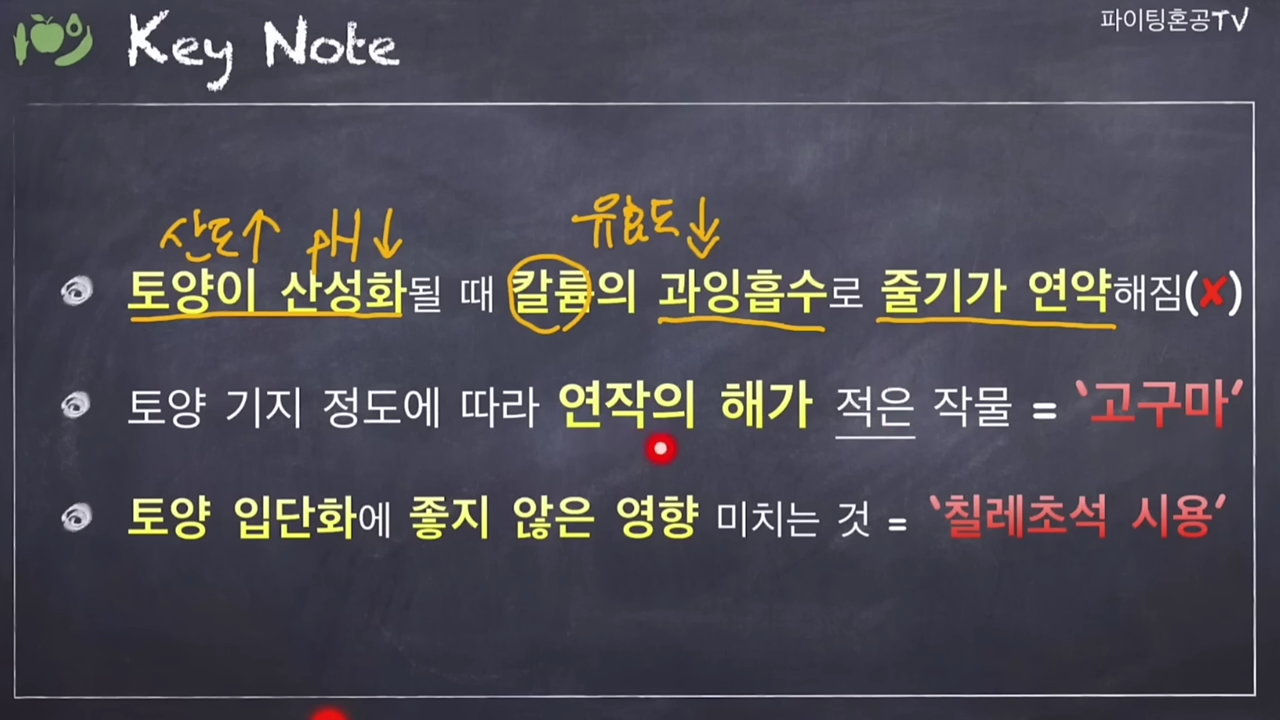 Key Note
파이팅혼공TV
산도↑ pH↓ 유효도↓
토양이 산성화될 때 칼륨의 과잉흡수로 줄기가 연약해짐(✘)
토양 기지 정도에 따라 연작의 해가 적은 작물 = ‘고구마’
토양 입단화에 좋지 않은 영향 미치는 것 = ‘칠레초석 시용’